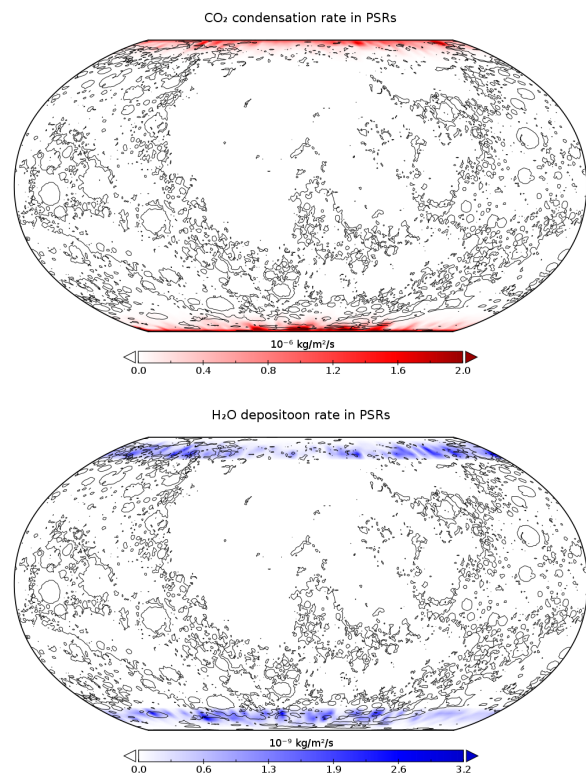 CO₂ condensation rate in PSRs
10⁻⁶ kg/m²/s
0.0 0.4 0.8 1.2 1.6 2.0
H₂O depositoon rate in PSRs
10⁻⁹ kg/m²/s
0.0 0.6 1.3 1.9 2.6 3.2